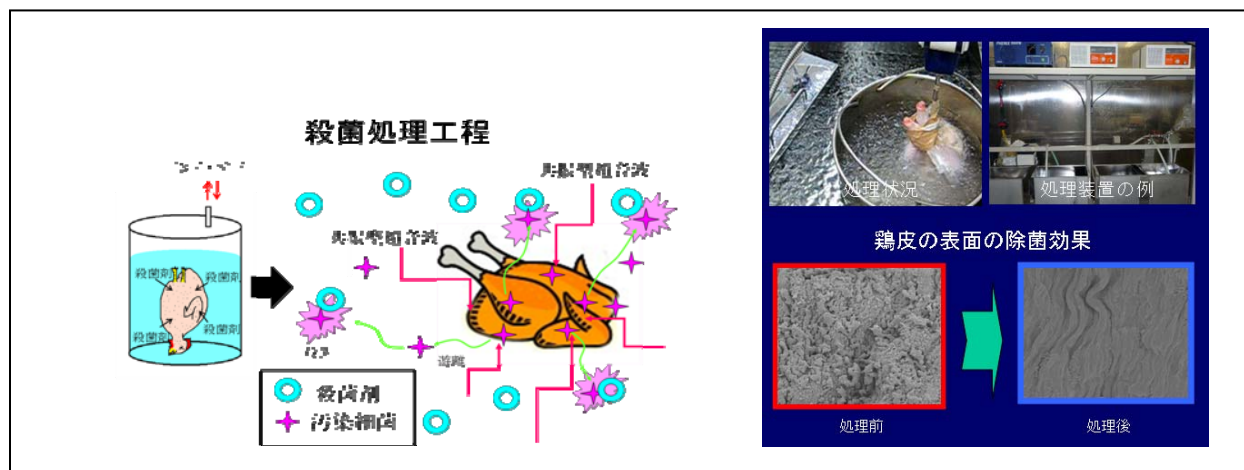 殺菌処理工程
殺菌剤
殺菌剤
殺菌剤
殺菌剤
遊離
殺菌剤
汚染細菌
処理状況
処理装置の例
鶏皮の表面の除菌効果
処理前
処理後